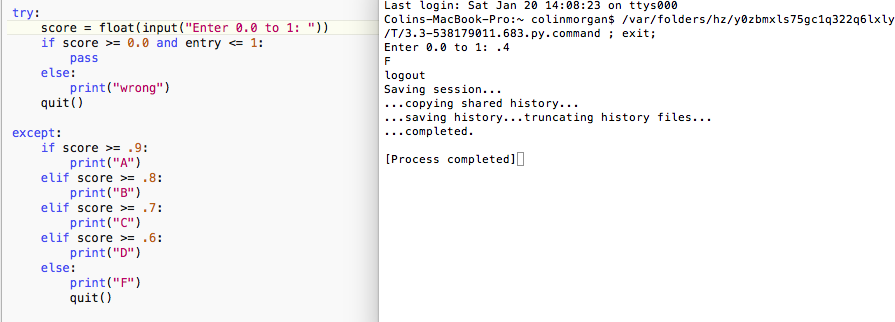 try:
    score = float(input("Enter 0.0 to 1: "))
    if score >= 0.0 and entry <= 1:
        pass
    else:
        print("wrong")
    quit()
except:
    if score >= .9:
        print("A")
    elif score >= .8:
        print("B")
    elif score >= .7:
        print("C")
    elif score >= .6:
        print("D")
    else:
        print("F")
        quit()
Last login: Sat Jan 20 14:08:23 on ttys000
Colins-MacBook-Pro:~ colinmorgan$ /var/folders/hz/y0zbmxls75gc1q322q6lxly
/T/3.3-538179011.683.py.command ; exit;
Enter 0.0 to 1: .4
F
logout
Saving session...
...copying shared history...
...saving history...truncating history files...
...completed.
[Process completed]